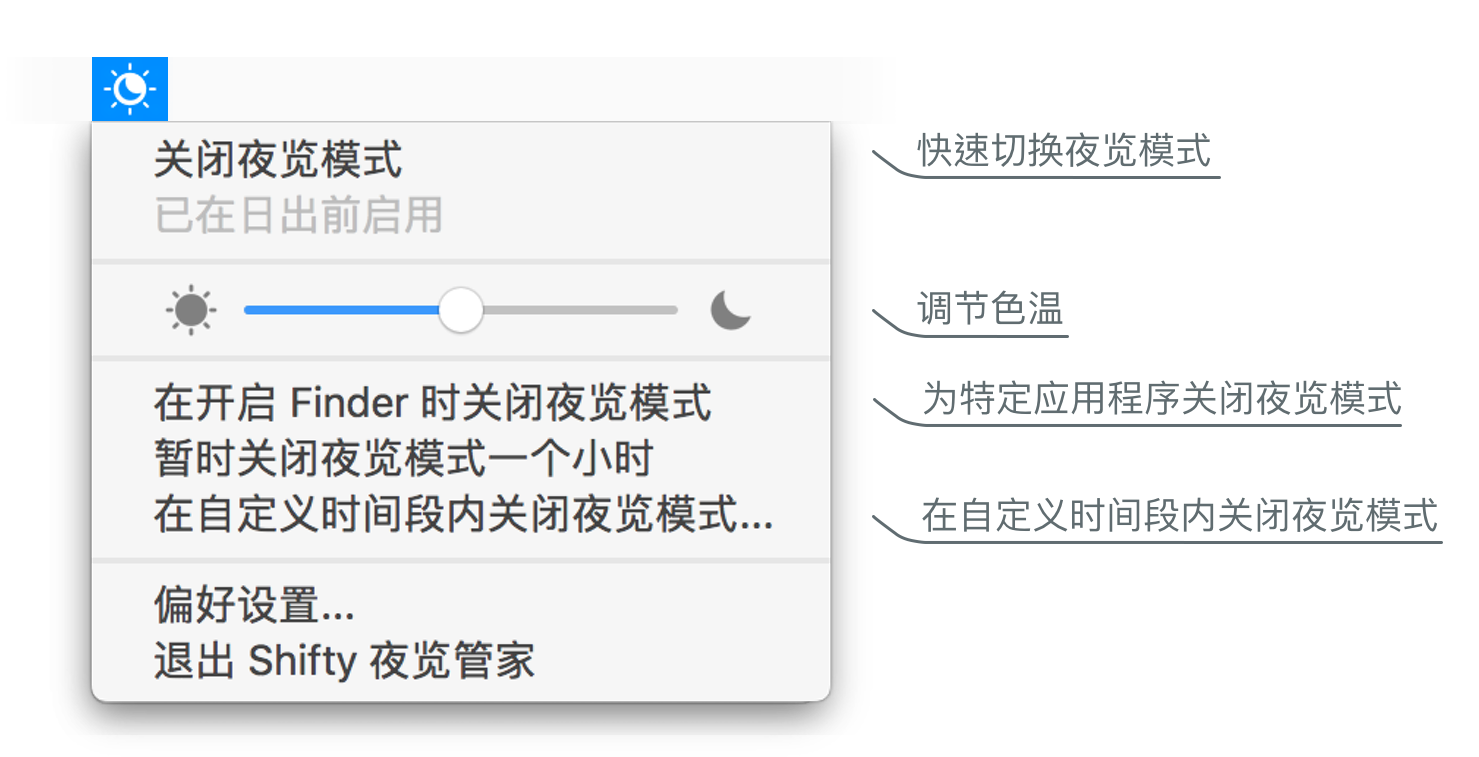 关闭夜览模式
已在日出前启用
在开启 Finder 时关闭夜览模式
暂时关闭夜览模式一个小时
在自定义时间段内关闭夜览模式...
偏好设置...
退出 Shifty 夜览管家
快速切换夜览模式
调节色温
为特定应用程序关闭夜览模式
在自定义时间段内关闭夜览模式